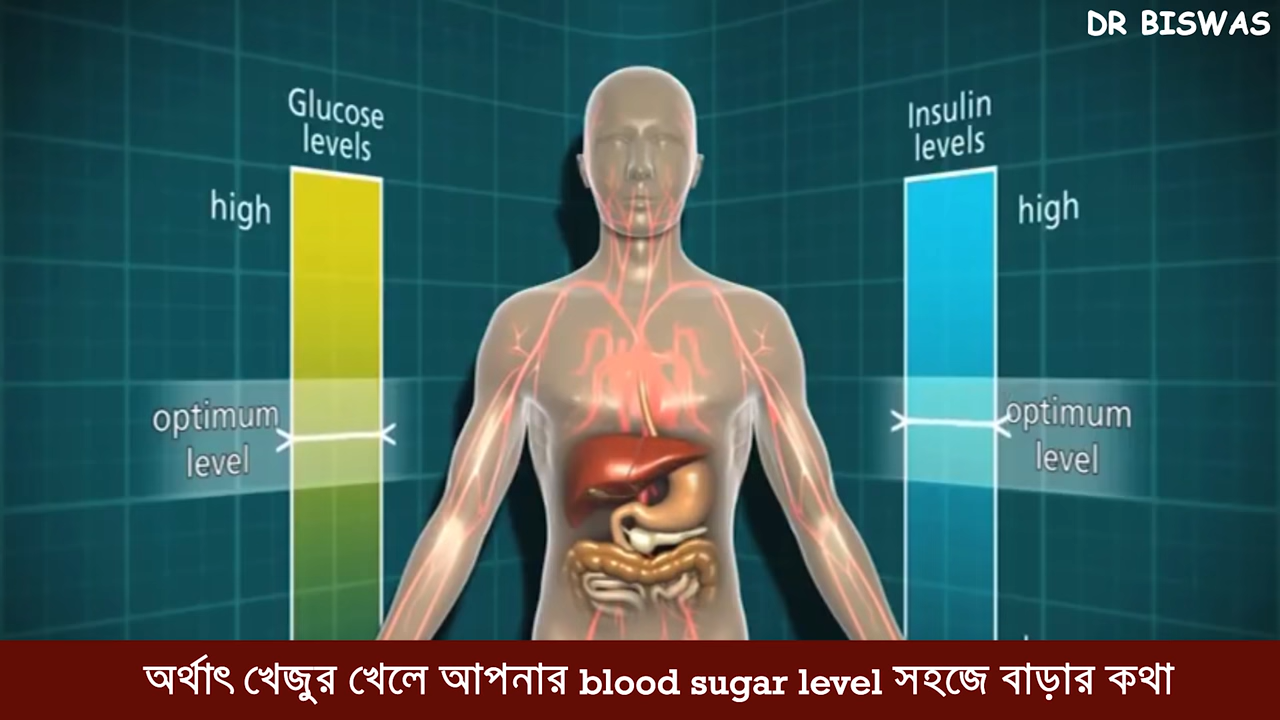 DR BISWAS
Glucose
levels
high
optimum
level
Insulin
levels
high
optimum
level
অর্থাৎ খেজুর খেলে আপনার blood sugar level সহজে বাড়ার কথা